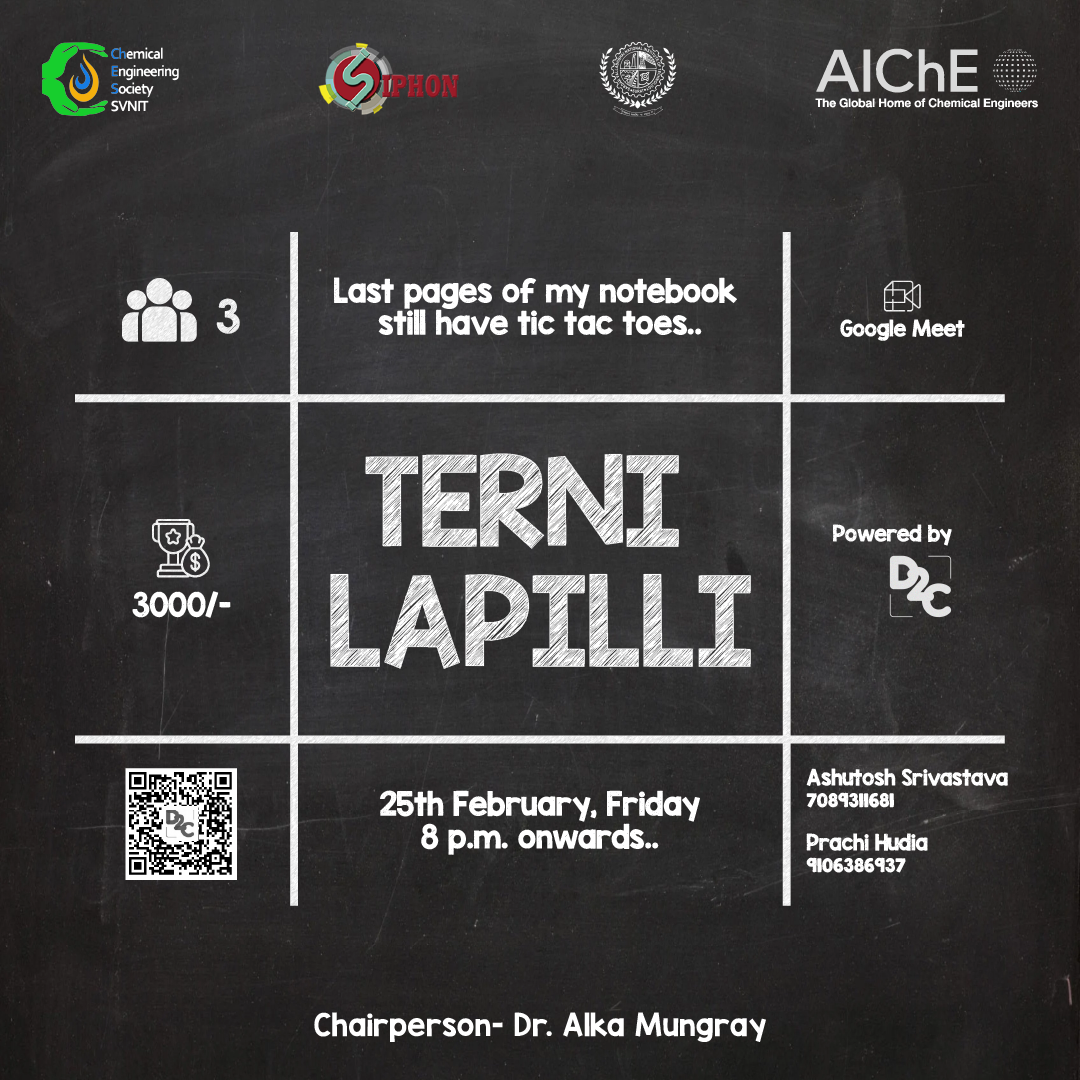 Chemical
Engineering
Society
SVNIT
SIPHON
AIChE
The Global Home of Chemical Engineers
3
Last pages of my notebook
still have tic tac toes..
Google Meet
TERNI
LAPILLI
3000/-
Powered by
D2C
D2C
25th February, Friday
8 p.m. onwards..
Ashutosh Srivastava
7089311681
Prachi Hudia
9106386937
Chairperson- Dr. Alka Mungray